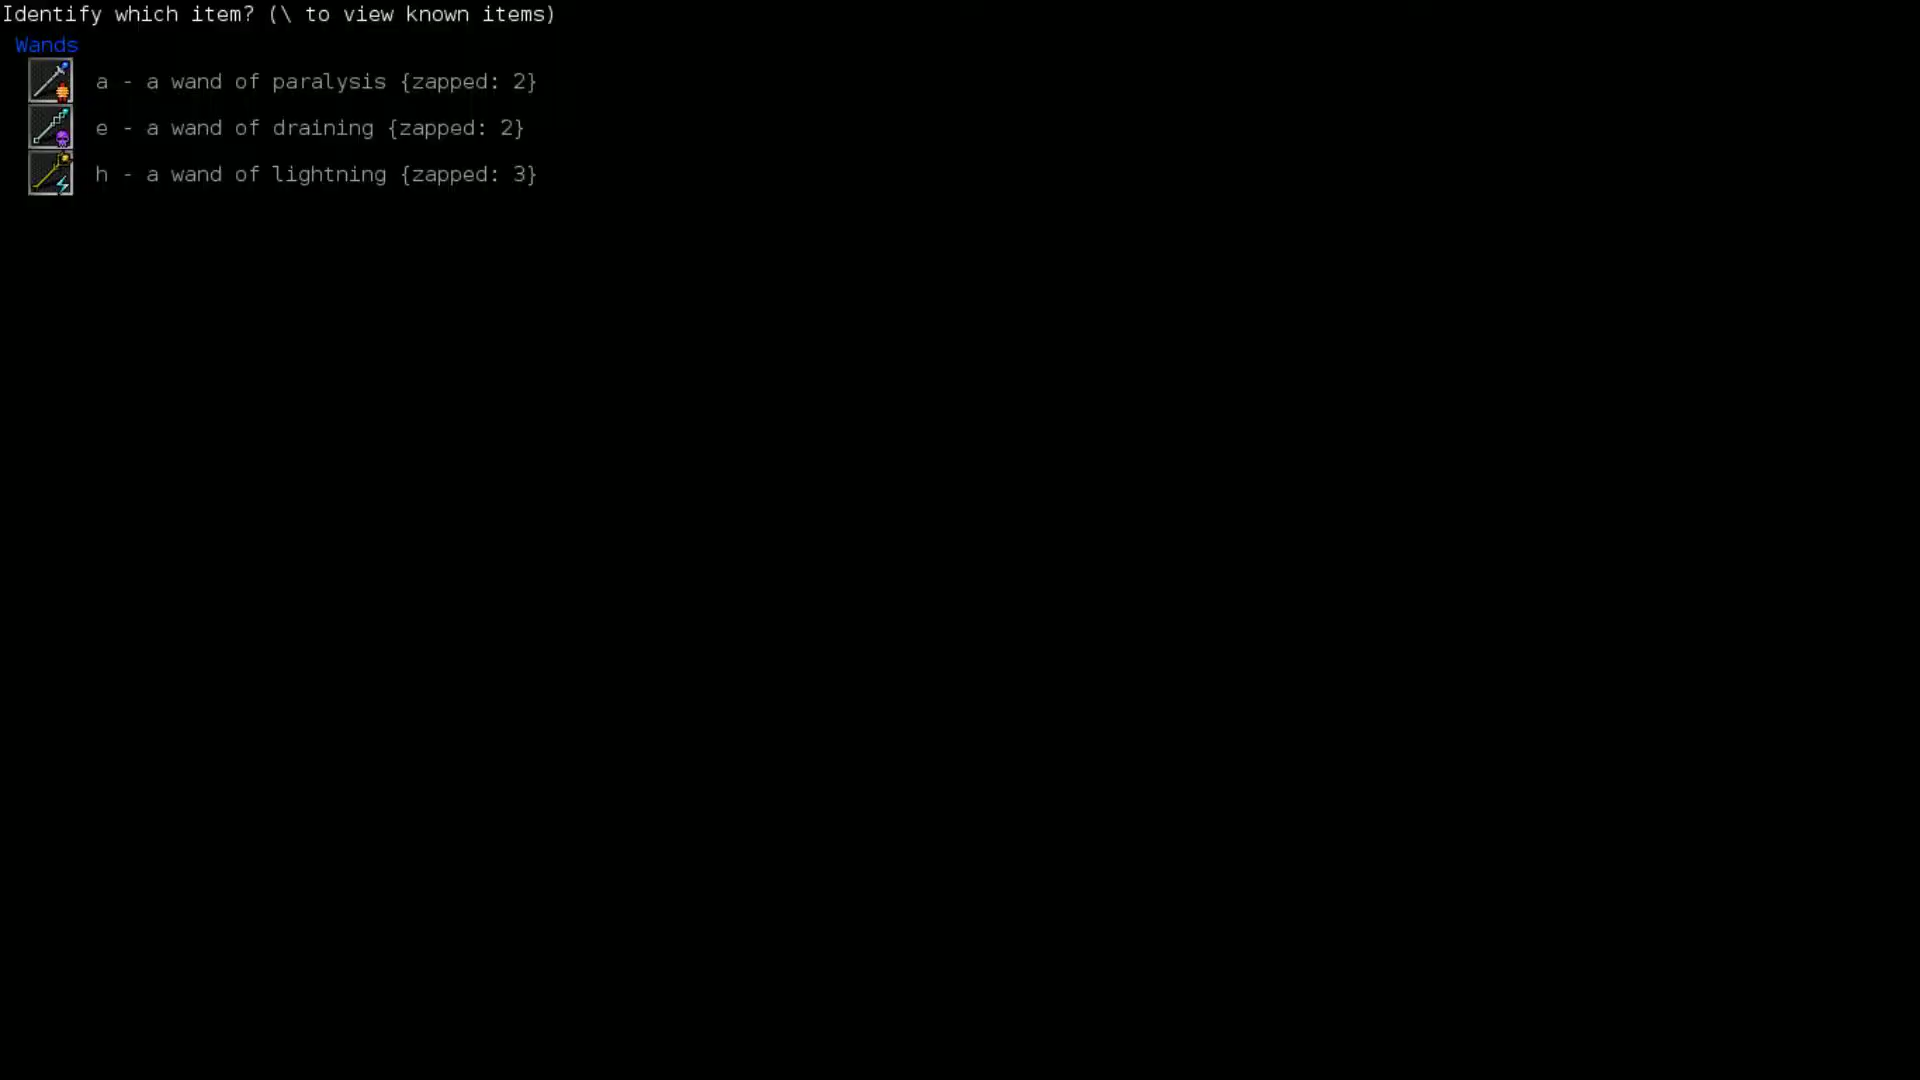 Identify which item? (\ to view known items)
Wands
a - a wand of paralysis {zapped: 2}
e - a wand of draining {zapped: 2}
h - a wand of lightning {zapped: 3}